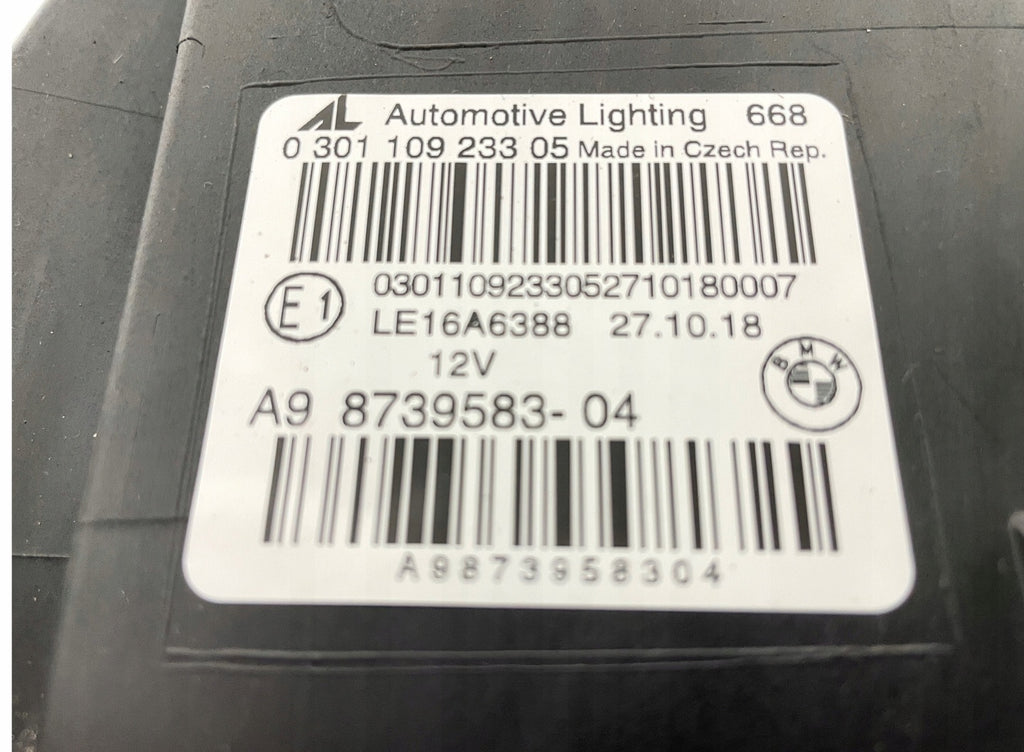 AL Automotive Lighting 668
0 301 109 233 05 Made in Czech Rep.
0301109233052710180007
E1
LE16A6388 27.10.18
12V
BMW
A9 8739583-04
A9873958304